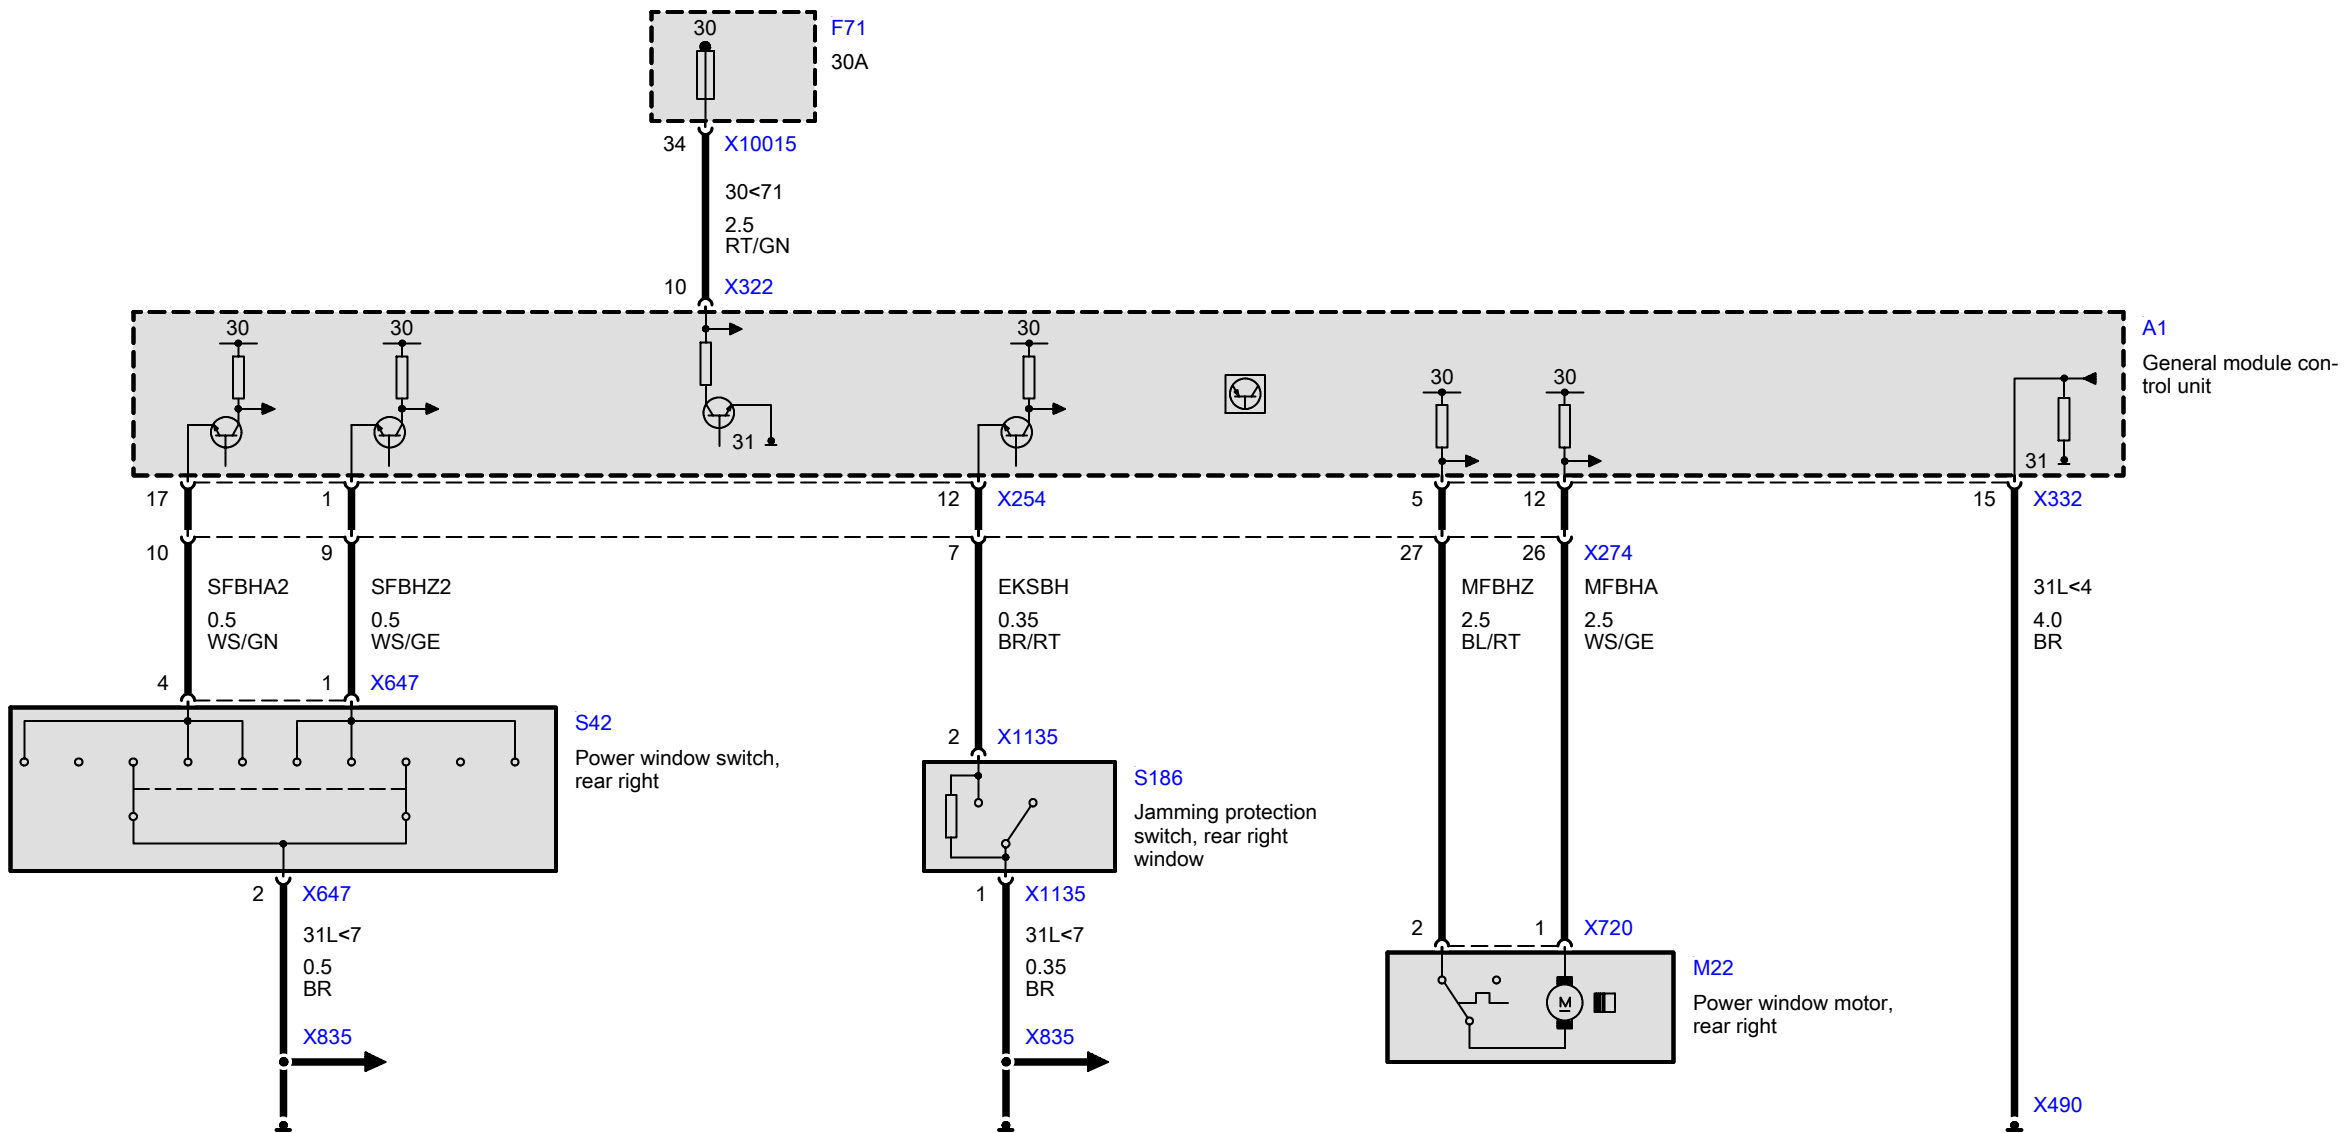 30
F71
30A
34
X10015
30<71
2.5
RT/GN
10
X322
30
30
30
30
30
31
31
A1
General module con-
trol unit
17
1
12
X254
5
12
15
X332
10
9
7
27
26
X274
SFBHA2
0.5
WS/GN
SFBHZ2
0.5
WS/GE
EKSBH
0.35
BR/RT
MFBHZ
2.5
BL/RT
MFBHA
2.5
WS/GE
31L<4
4.0
BR
4
1
X647
S42
Power window switch,
rear right
2
X1135
S186
Jamming protection
switch, rear right
window
2
X647
31L<7
0.5
BR
X835
1
X1135
31L<7
0.35
BR
X835
2
1
X720
M
M22
Power window motor,
rear right
X490